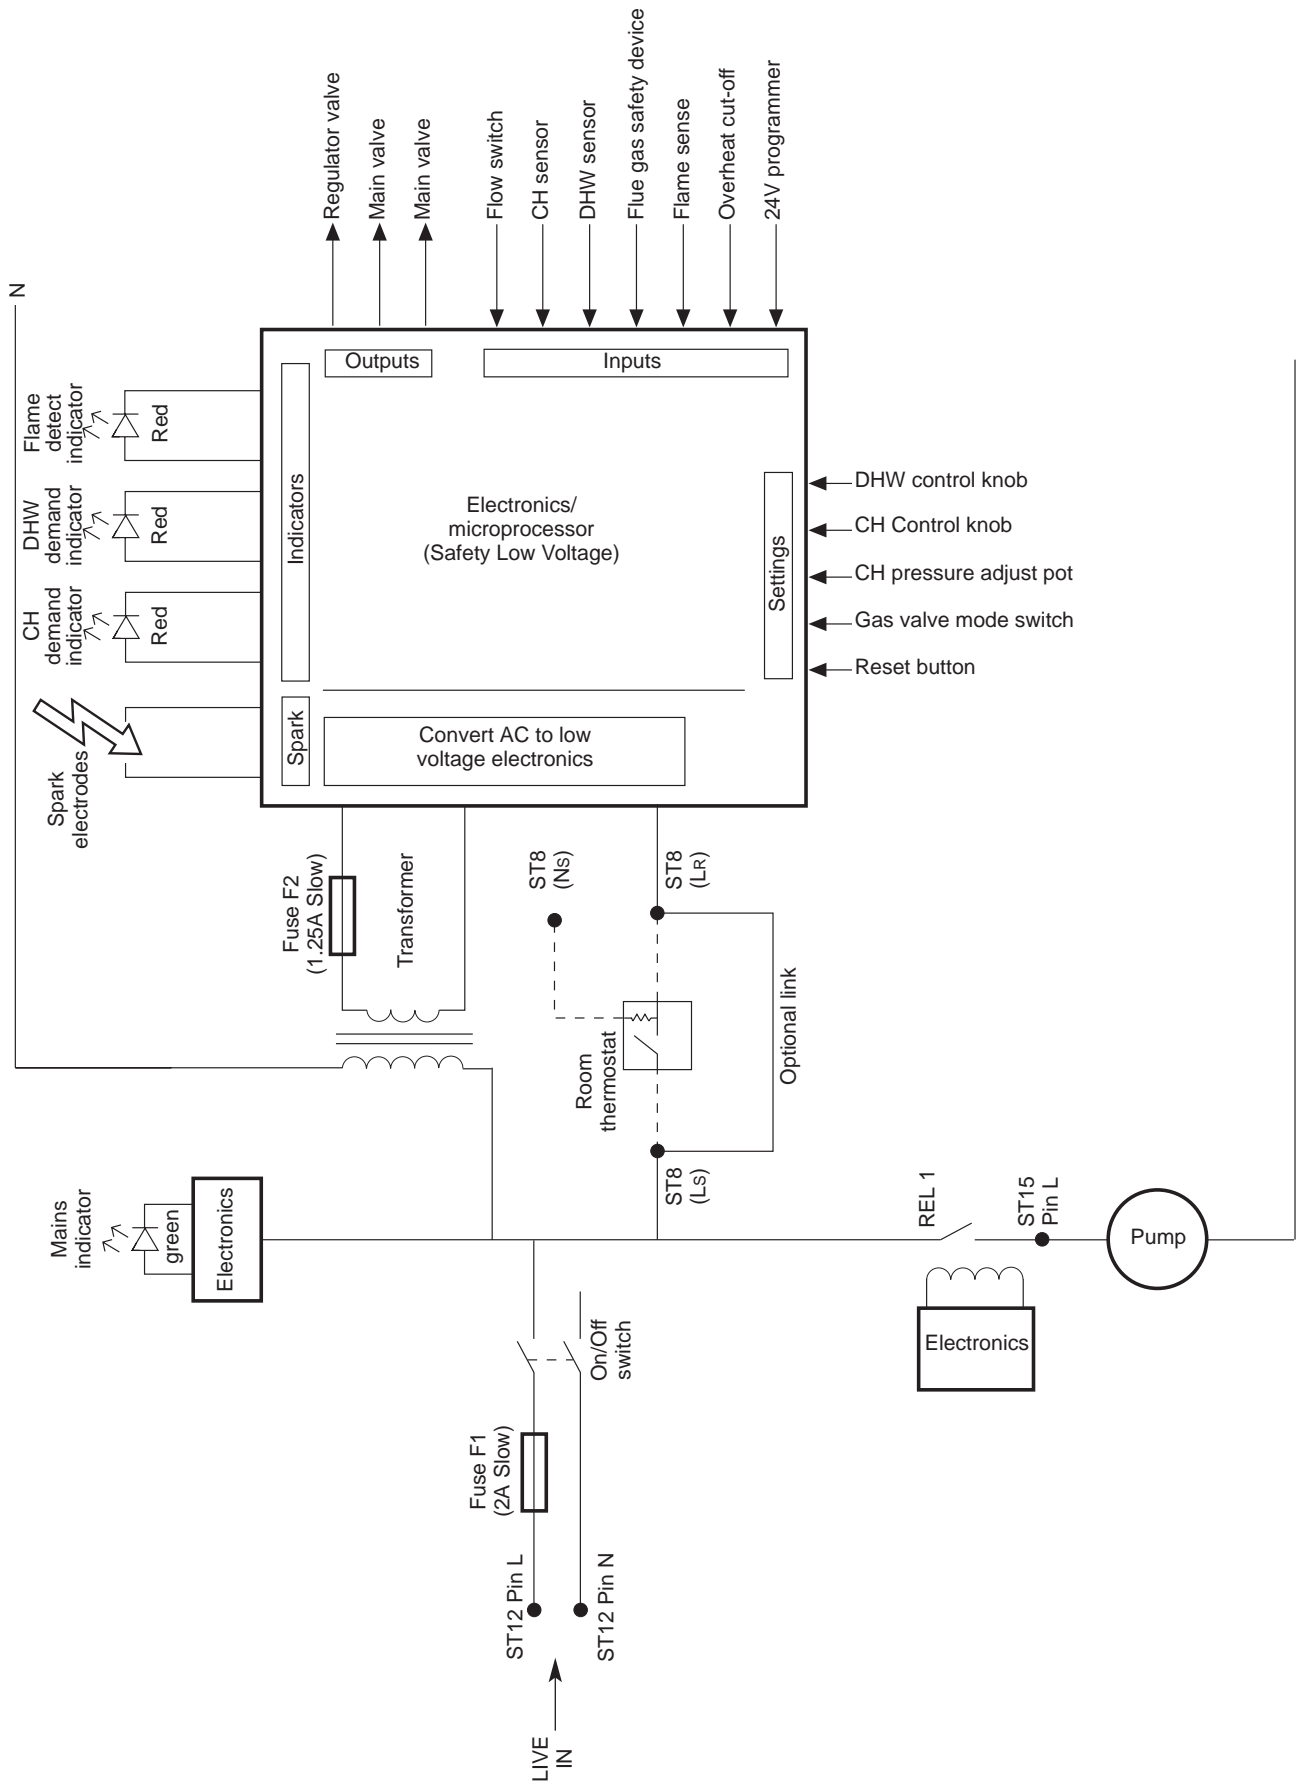 N
Flame
detect
indicator
Red
DHW
demand
indicator
Red
CH
demand
indicator
Red
Spark
electrodes
Mains
indicator
green
Electronics
Regulator valve
Main valve
Main valve
Flow switch
CH sensor
DHW sensor
Flue gas safety device
Flame sense
Overheat cut-off
24V programmer
Outputs
Inputs
Indicators
Spark
Electronics/
microprocessor
(Safety Low Voltage)
Settings
Convert AC to low
voltage electronics
DHW control knob
CH Control knob
CH pressure adjust pot
Gas valve mode switch
Reset button
Fuse F2
(1.25A Slow)
Transformer
ST8
(NS)
ST8
(LR)
Room
thermostat
Optional link
ST8
(LS)
REL 1
ST15
Pin L
Pump
Electronics
On/Off
switch
Fuse F1
(2A Slow)
ST12 Pin L
ST12 Pin N
LIVE
IN